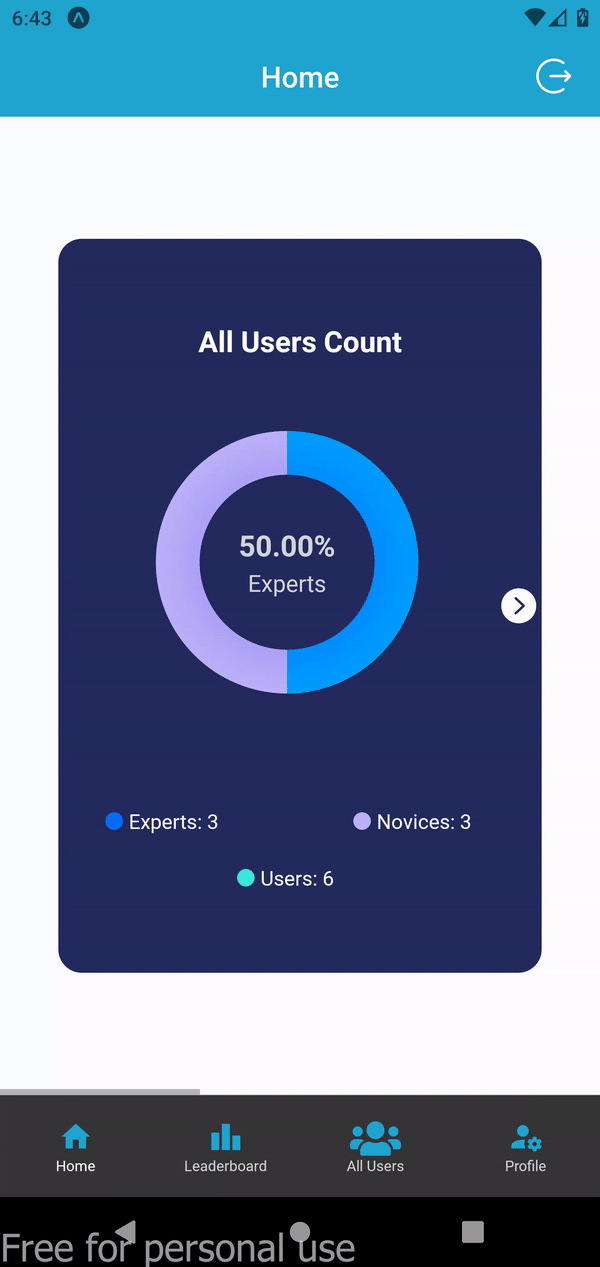 6:43
Home
All Users Count
50.00%
Experts
Experts: 3
Novices: 3
Users: 6
Home
Leaderboard
All Users
Profile
Free for personal use